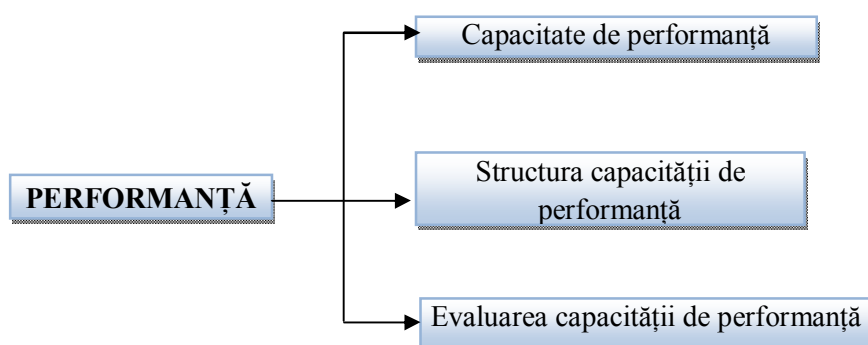 Capacitate de performanță
PERFORMANȚĂ
Structura capacității de
performanță
Evaluarea capacității de performanță